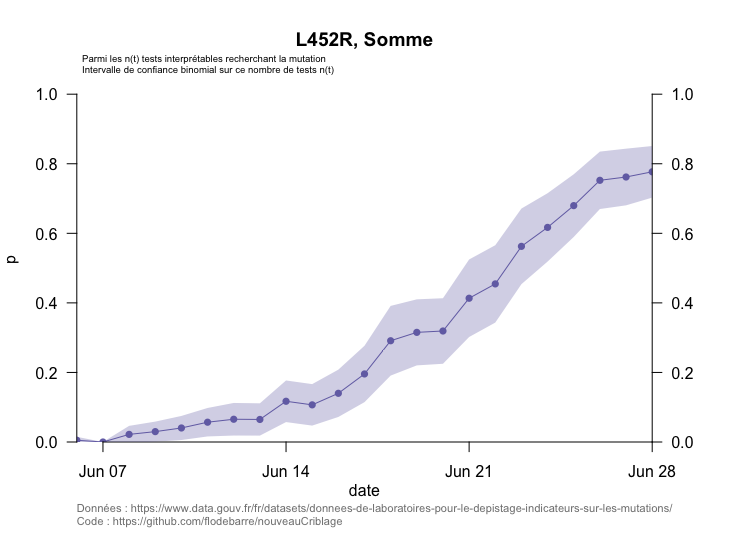 L452R, Somme
Parmi les n(t) tests interprétables recherchant la mutation
Intervalle de confiance binomial sur ce nombre de tests n(t)
1.0 1.0
0.8 0.8
0.6 0.6
p
0.4 0.4
0.2 0.2
0.0 0.0
Jun 07 Jun 14 Jun 21 Jun 28
date
Données : https://www.data.gouv.fr/fr/datasets/donnees-de-laboratoires-pour-le-depistage-indicateurs-sur-les-mutations/
Code : https://github.com/flodebarre/nouveauCriblage